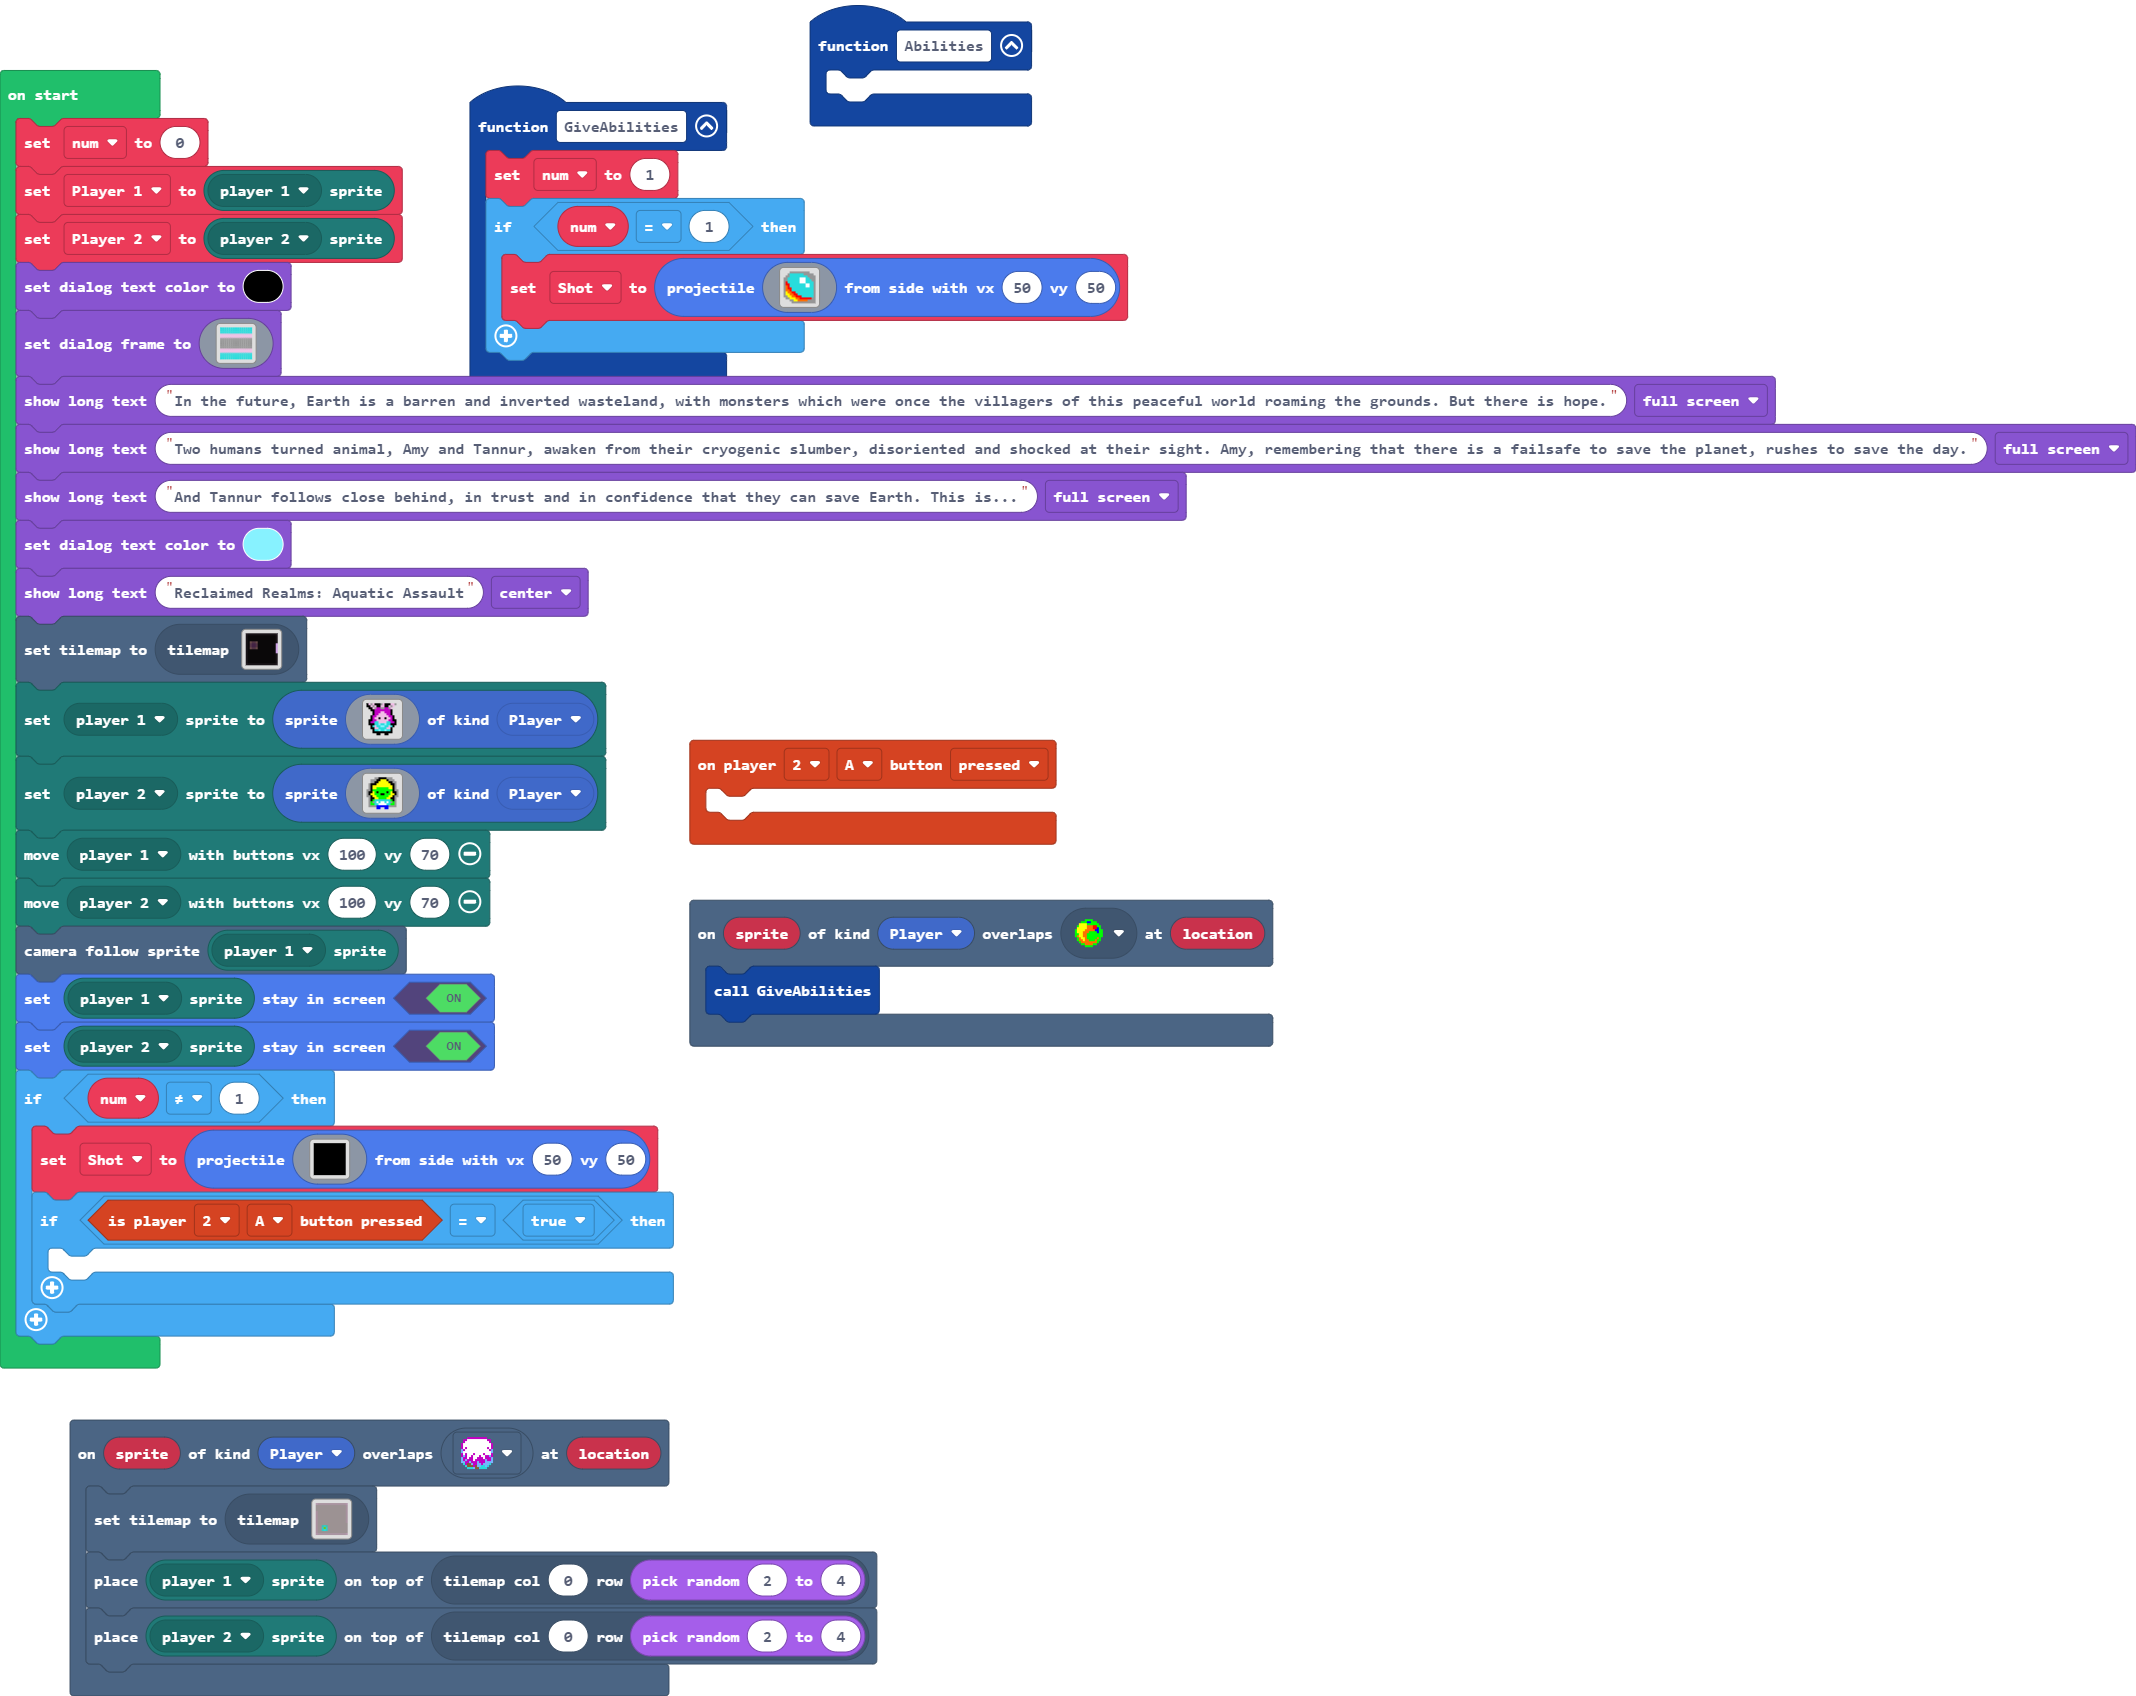 function Abilities
on start
set num to 0
set Player 1 to player 1 sprite
set Player 2 to player 2 sprite
set dialog text color to
set dialog frame to
function GiveAbilities
set num to 1
if num = 1 then
set Shot to projectile from side with vx 50 vy 50
show long text "In the future, Earth is a barren and inverted wasteland, with monsters which were once the villagers of this peaceful world roaming the grounds. But there is hope." full screen
show long text "Two humans turned animal, Amy and Tannur, awaken from their cryogenic slumber, disoriented and shocked at their sight. Amy, remembering that there is a failsafe to save the planet, rushes to save the day." full screen
show long text "And Tannur follows close behind, in trust and in confidence that they can save Earth. This is..." full screen
set dialog text color to
show long text "Reclaimed Realms: Aquatic Assault" center
set tilemap to tilemap
set player 1 sprite to sprite of kind Player
set player 2 sprite to sprite of kind Player
move player 1 with buttons vx 100 vy 70
move player 2 with buttons vx 100 vy 70
camera follow sprite player 1 sprite
set player 1 sprite stay in screen ON
set player 2 sprite stay in screen ON
if num ≠ 1 then
set Shot to projectile from side with vx 50 vy 50
if is player 2 A button pressed = true then
on player 2 A button pressed
on sprite of kind Player overlaps at location
call GiveAbilities
on sprite of kind Player overlaps at location
set tilemap to tilemap
place player 1 sprite on top of tilemap col 0 row pick random 2 to 4
place player 2 sprite on top of tilemap col 0 row pick random 2 to 4